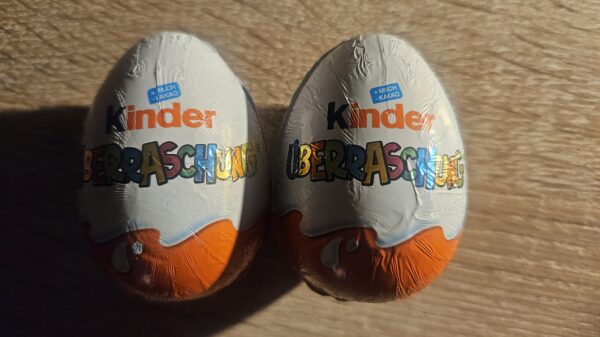 + MILCH
- KAKAO
Kinder
ÜBERRASCHUNG
+ MILCH
- KAKAO
Kinder
ÜBERRASCHUNG